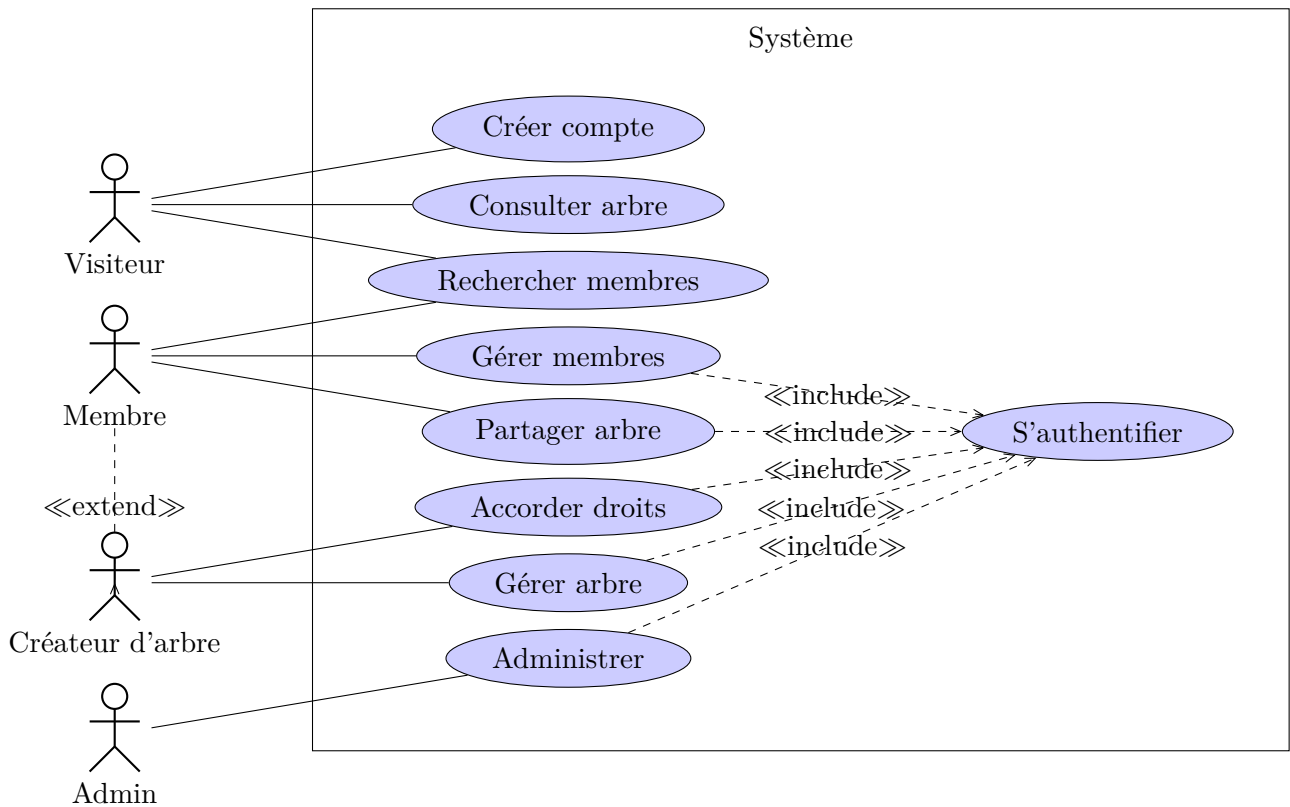 Système
Créer compte
Consulter arbre
Visiteur
Rechercher membres
Gérer membres
≪include≫
Membre
Partager arbre
≪include≫
S'authentifier
≪include≫
≪extend≫
Accorder droits
≪include≫
≪include≫
Gérer arbre
Créateur d'arbre
Administrer
Admin